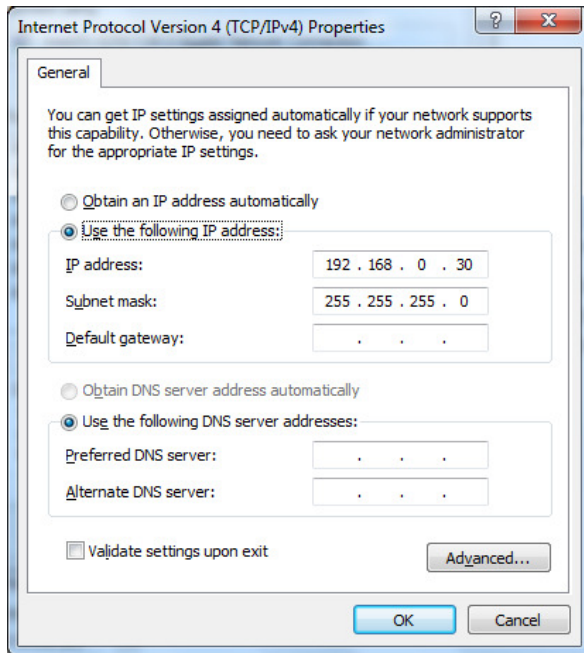 Internet Protocol Version 4 (TCP/IPv4) Properties
?
General
You can get IP settings assigned automatically if your network supports
this capability. Otherwise, you need to ask your network administrator
for the appropriate IP settings.
Obtain an IP address automatically
Use the following IP address:
IP address: 192 . 168 . 0 . 30
Subnet mask: 255 . 255 . 255 . 0
Default gateway: . . .
Obtain DNS server address automatically
Use the following DNS server addresses:
Preferred DNS server: . . .
Alternate DNS server: . . .
Validate settings upon exit
Advanced...
OK Cancel